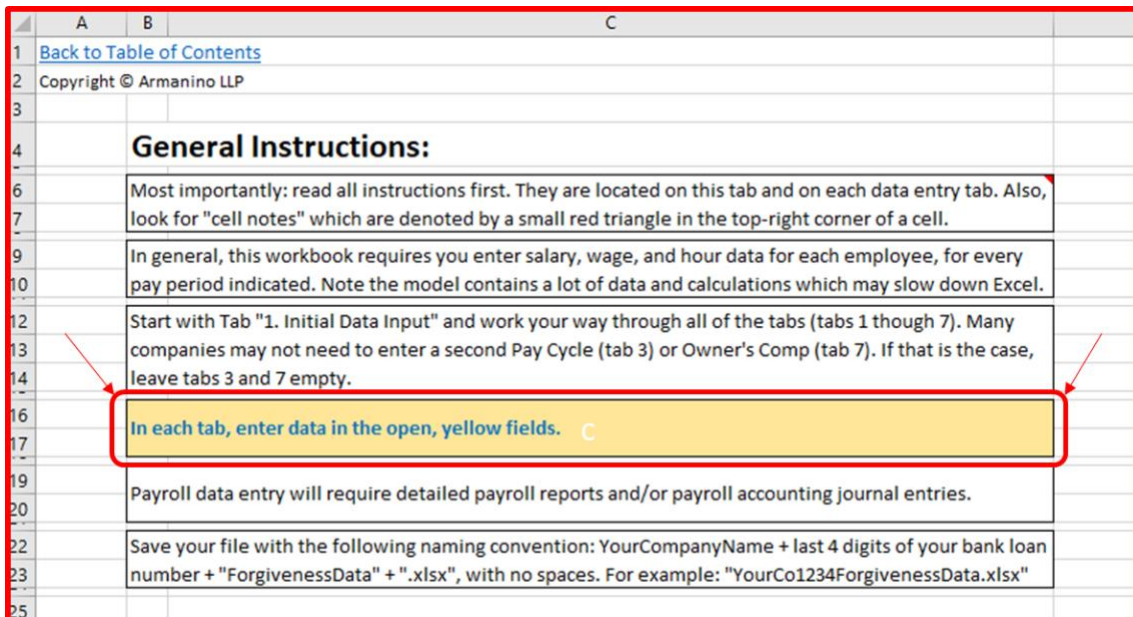 A B C
1 Back to Table of Contents
2 Copyright © Armanino LLP
3
4 General Instructions:
6 Most importantly: read all instructions first. They are located on this tab and on each data entry tab. Also,
7 look for "cell notes" which are denoted by a small red triangle in the top-right corner of a cell.
9 In general, this workbook requires you enter salary, wage, and hour data for each employee, for every
10 pay period indicated. Note the model contains a lot of data and calculations which may slow down Excel.
12 Start with Tab "1. Initial Data Input" and work your way through all of the tabs (tabs 1 though 7). Many
13 companies may not need to enter a second Pay Cycle (tab 3) or Owner's Comp (tab 7). If that is the case,
14 leave tabs 3 and 7 empty.
16
In each tab, enter data in the open, yellow fields. C
17
19
Payroll data entry will require detailed payroll reports and/or payroll accounting journal entries.
20
22 Save your file with the following naming convention: YourCompanyName + last 4 digits of your bank loan
23 number + "ForgivenessData" + ".xlsx", with no spaces. For example: "YourCo1234ForgivenessData.xlsx"
25